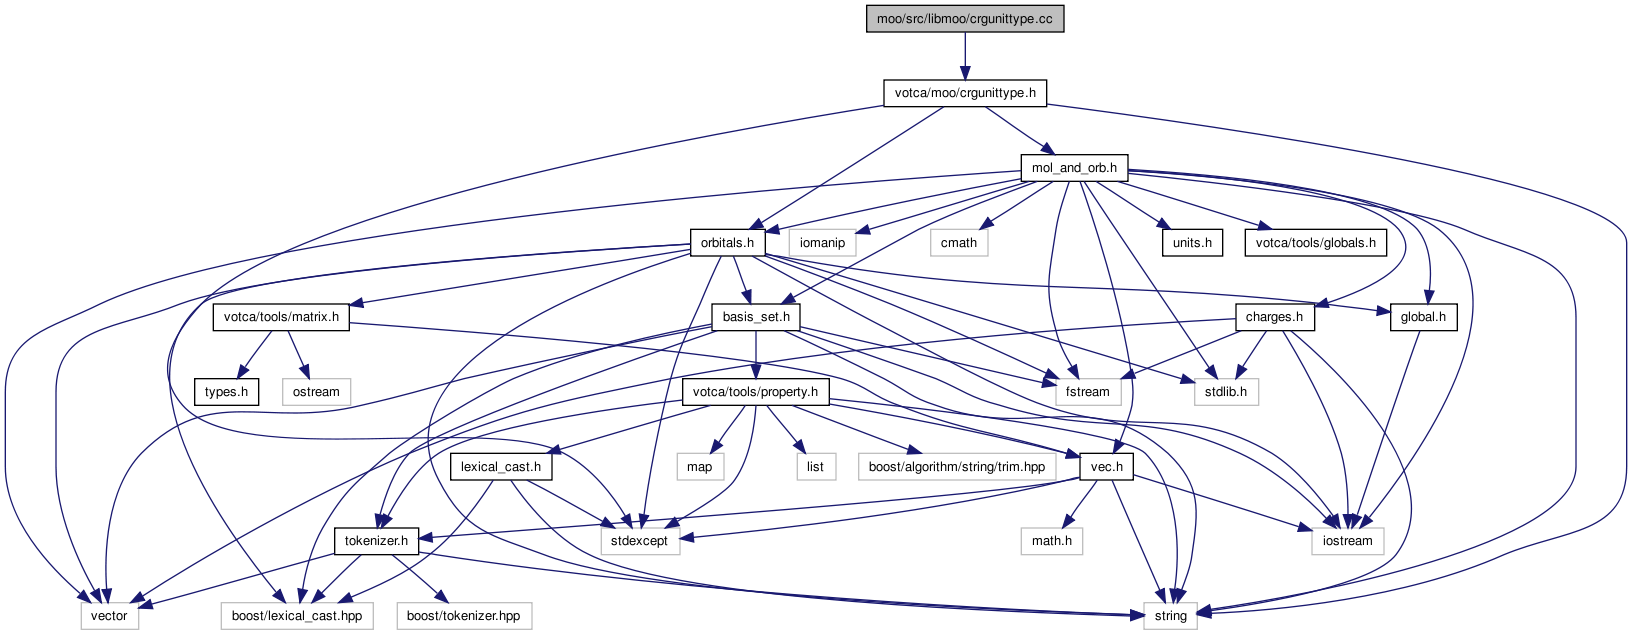 moo/src/libmoo/crgunittype.cc
votca/moo/crgunittype.h
mol_and_orb.h
orbitals.h
iomanip
cmath
units.h
votca/tools/globals.h
votca/tools/matrix.h
basis_set.h
charges.h
global.h
types.h
ostream
votca/tools/property.h
fstream
stdlib.h
lexical_cast.h
map
list
boost/algorithm/string/trim.hpp
vec.h
tokenizer.h
stdexcept
math.h
iostream
vector
boost/lexical_cast.hpp
boost/tokenizer.hpp
string